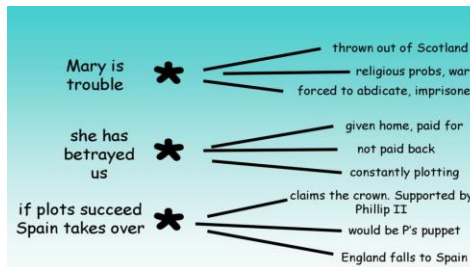 Mary is
trouble
thrown out of Scotland
religious probs, war
forced to abdicate, imprisone
she has
betrayed
us
given home, paid for
not paid back
constantly plotting
if plots succeed
Spain takes over
claims the crown. Supported by
Phillip II
would be P's puppet
England falls to Spain